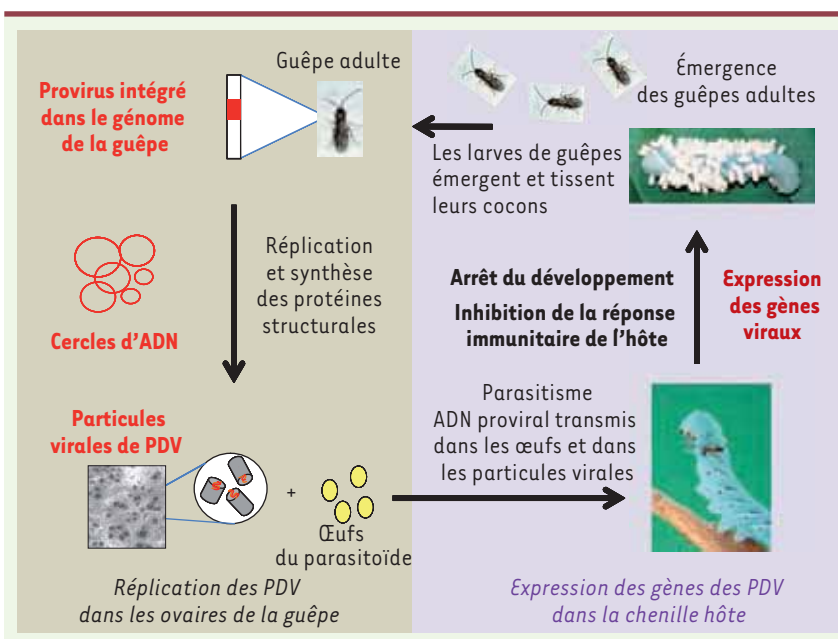 Guêpe adulte
Provirus intégré
dans le génome
de la guêpe
Réplication
et synthèse
des protéines
structurales
Cercles d'ADN
Particules
virales de PDV
+
Œufs
du parasitoïde
Réplication des PDV
dans les ovaires de la guêpe
Émergence
des guêpes adultes
Les larves de guêpes
émergent et tissent
leurs cocons
Arrêt du développement
Inhibition de la réponse
immunitaire de l'hôte
Expression
des gènes
viraux
Parasitisme
ADN proviral transmis
dans les œufs et dans
les particules virales
Expression des gènes des PDV
dans la chenille hôte